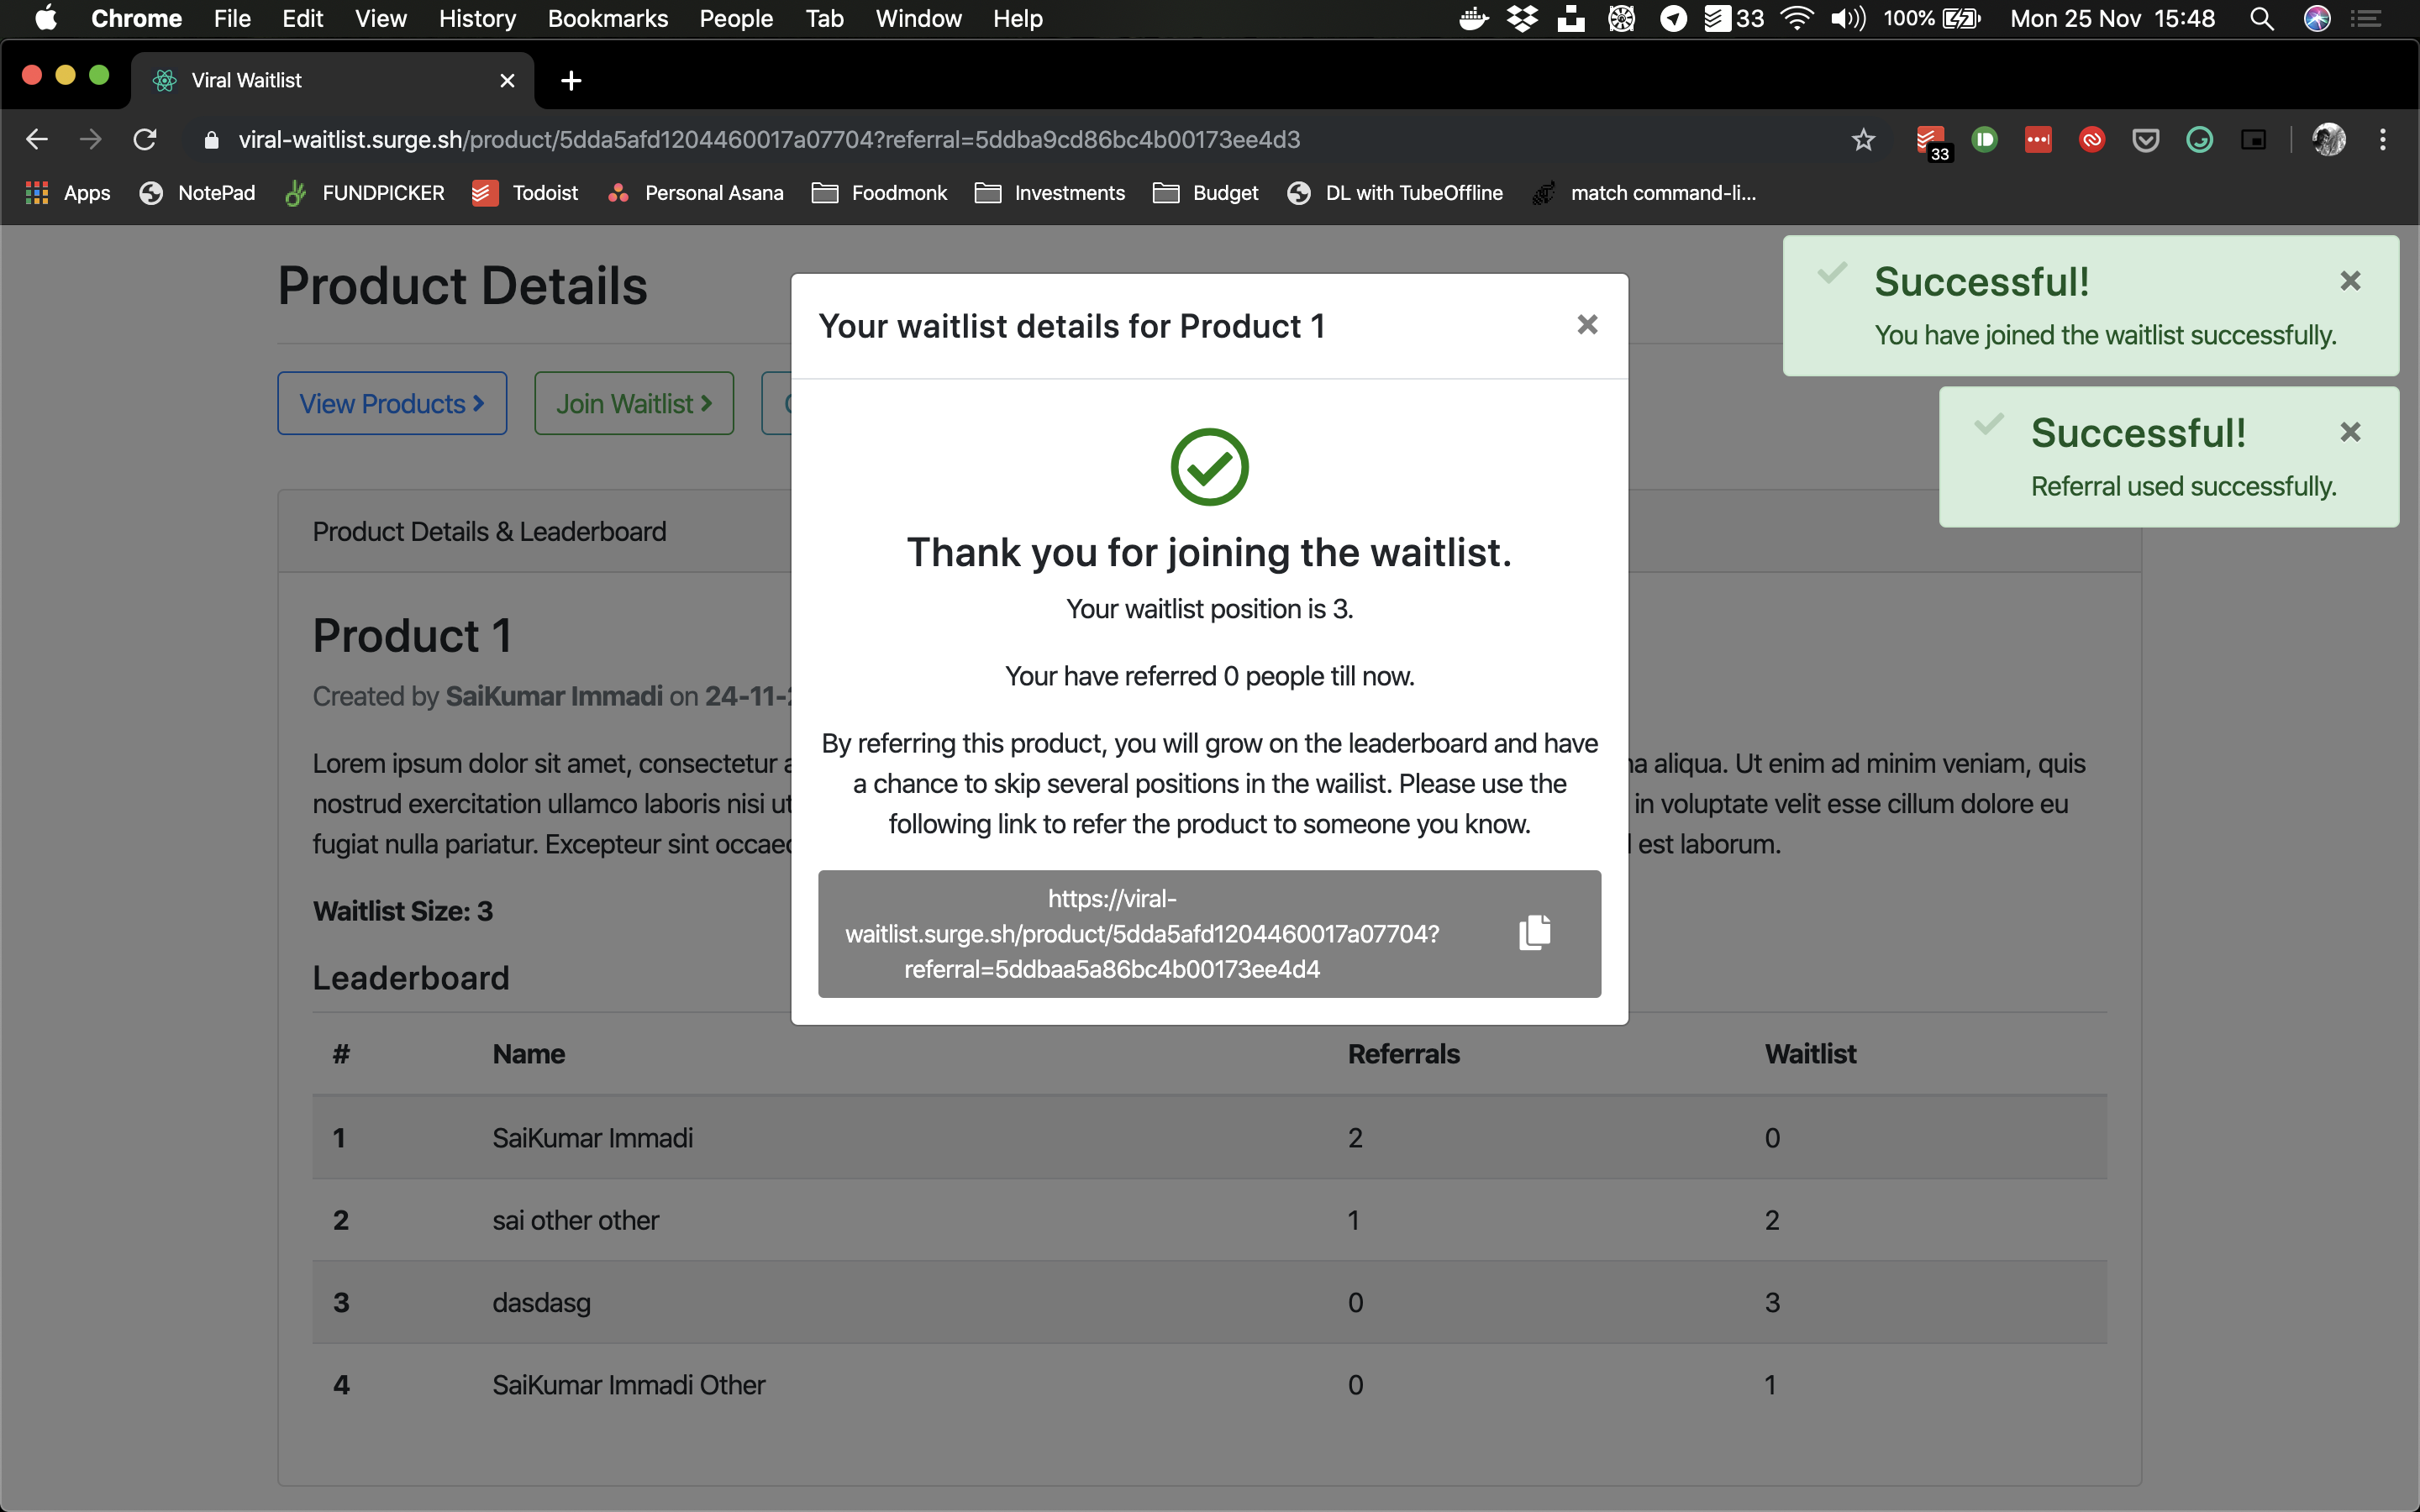 Chrome File Edit View History Bookmarks People Tab Window Help 33 100% Mon 25 Nov 15:48
Viral Waitlist
viral-waitlist.surge.sh/product/5dda5afd1204460017a07704?referral=5ddba9cd86bc4b00173ee4d3
33
Apps NotePad FUNDPICKER Todoist Personal Asana Foodmonk Investments Budget DL with TubeOffline match command-li...
Product Details
View Products
Join Waitlist
Product Details & Leaderboard
Product 1
Created by SaiKumar Immadi on 24-11-
Lorem ipsum dolor sit amet, consectetur aliqua. Ut enim ad minim veniam, quis
nostrud exercitation ullamco laboris nisi ut in voluptate velit esse cillum dolore eu
fugiat nulla pariatur. Excepteur sint occaec est laborum.
Waitlist Size: 3
Leaderboard
# Name Referrals Waitlist
1 SaiKumar Immadi 2 0
2 sai other other 1 2
3 dasdasg 0 3
4 SaiKumar Immadi Other 0 1
Your waitlist details for Product 1
Thank you for joining the waitlist.
Your waitlist position is 3.
Your have referred 0 people till now.
By referring this product, you will grow on the leaderboard and have
a chance to skip several positions in the wailist. Please use the
following link to refer the product to someone you know.
https://viral-
waitlist.surge.sh/product/5dda5afd1204460017a07704?
referral=5ddbaa5a86bc4b00173ee4d4
Successful!
You have joined the waitlist successfully.
Successful!
Referral used successfully.